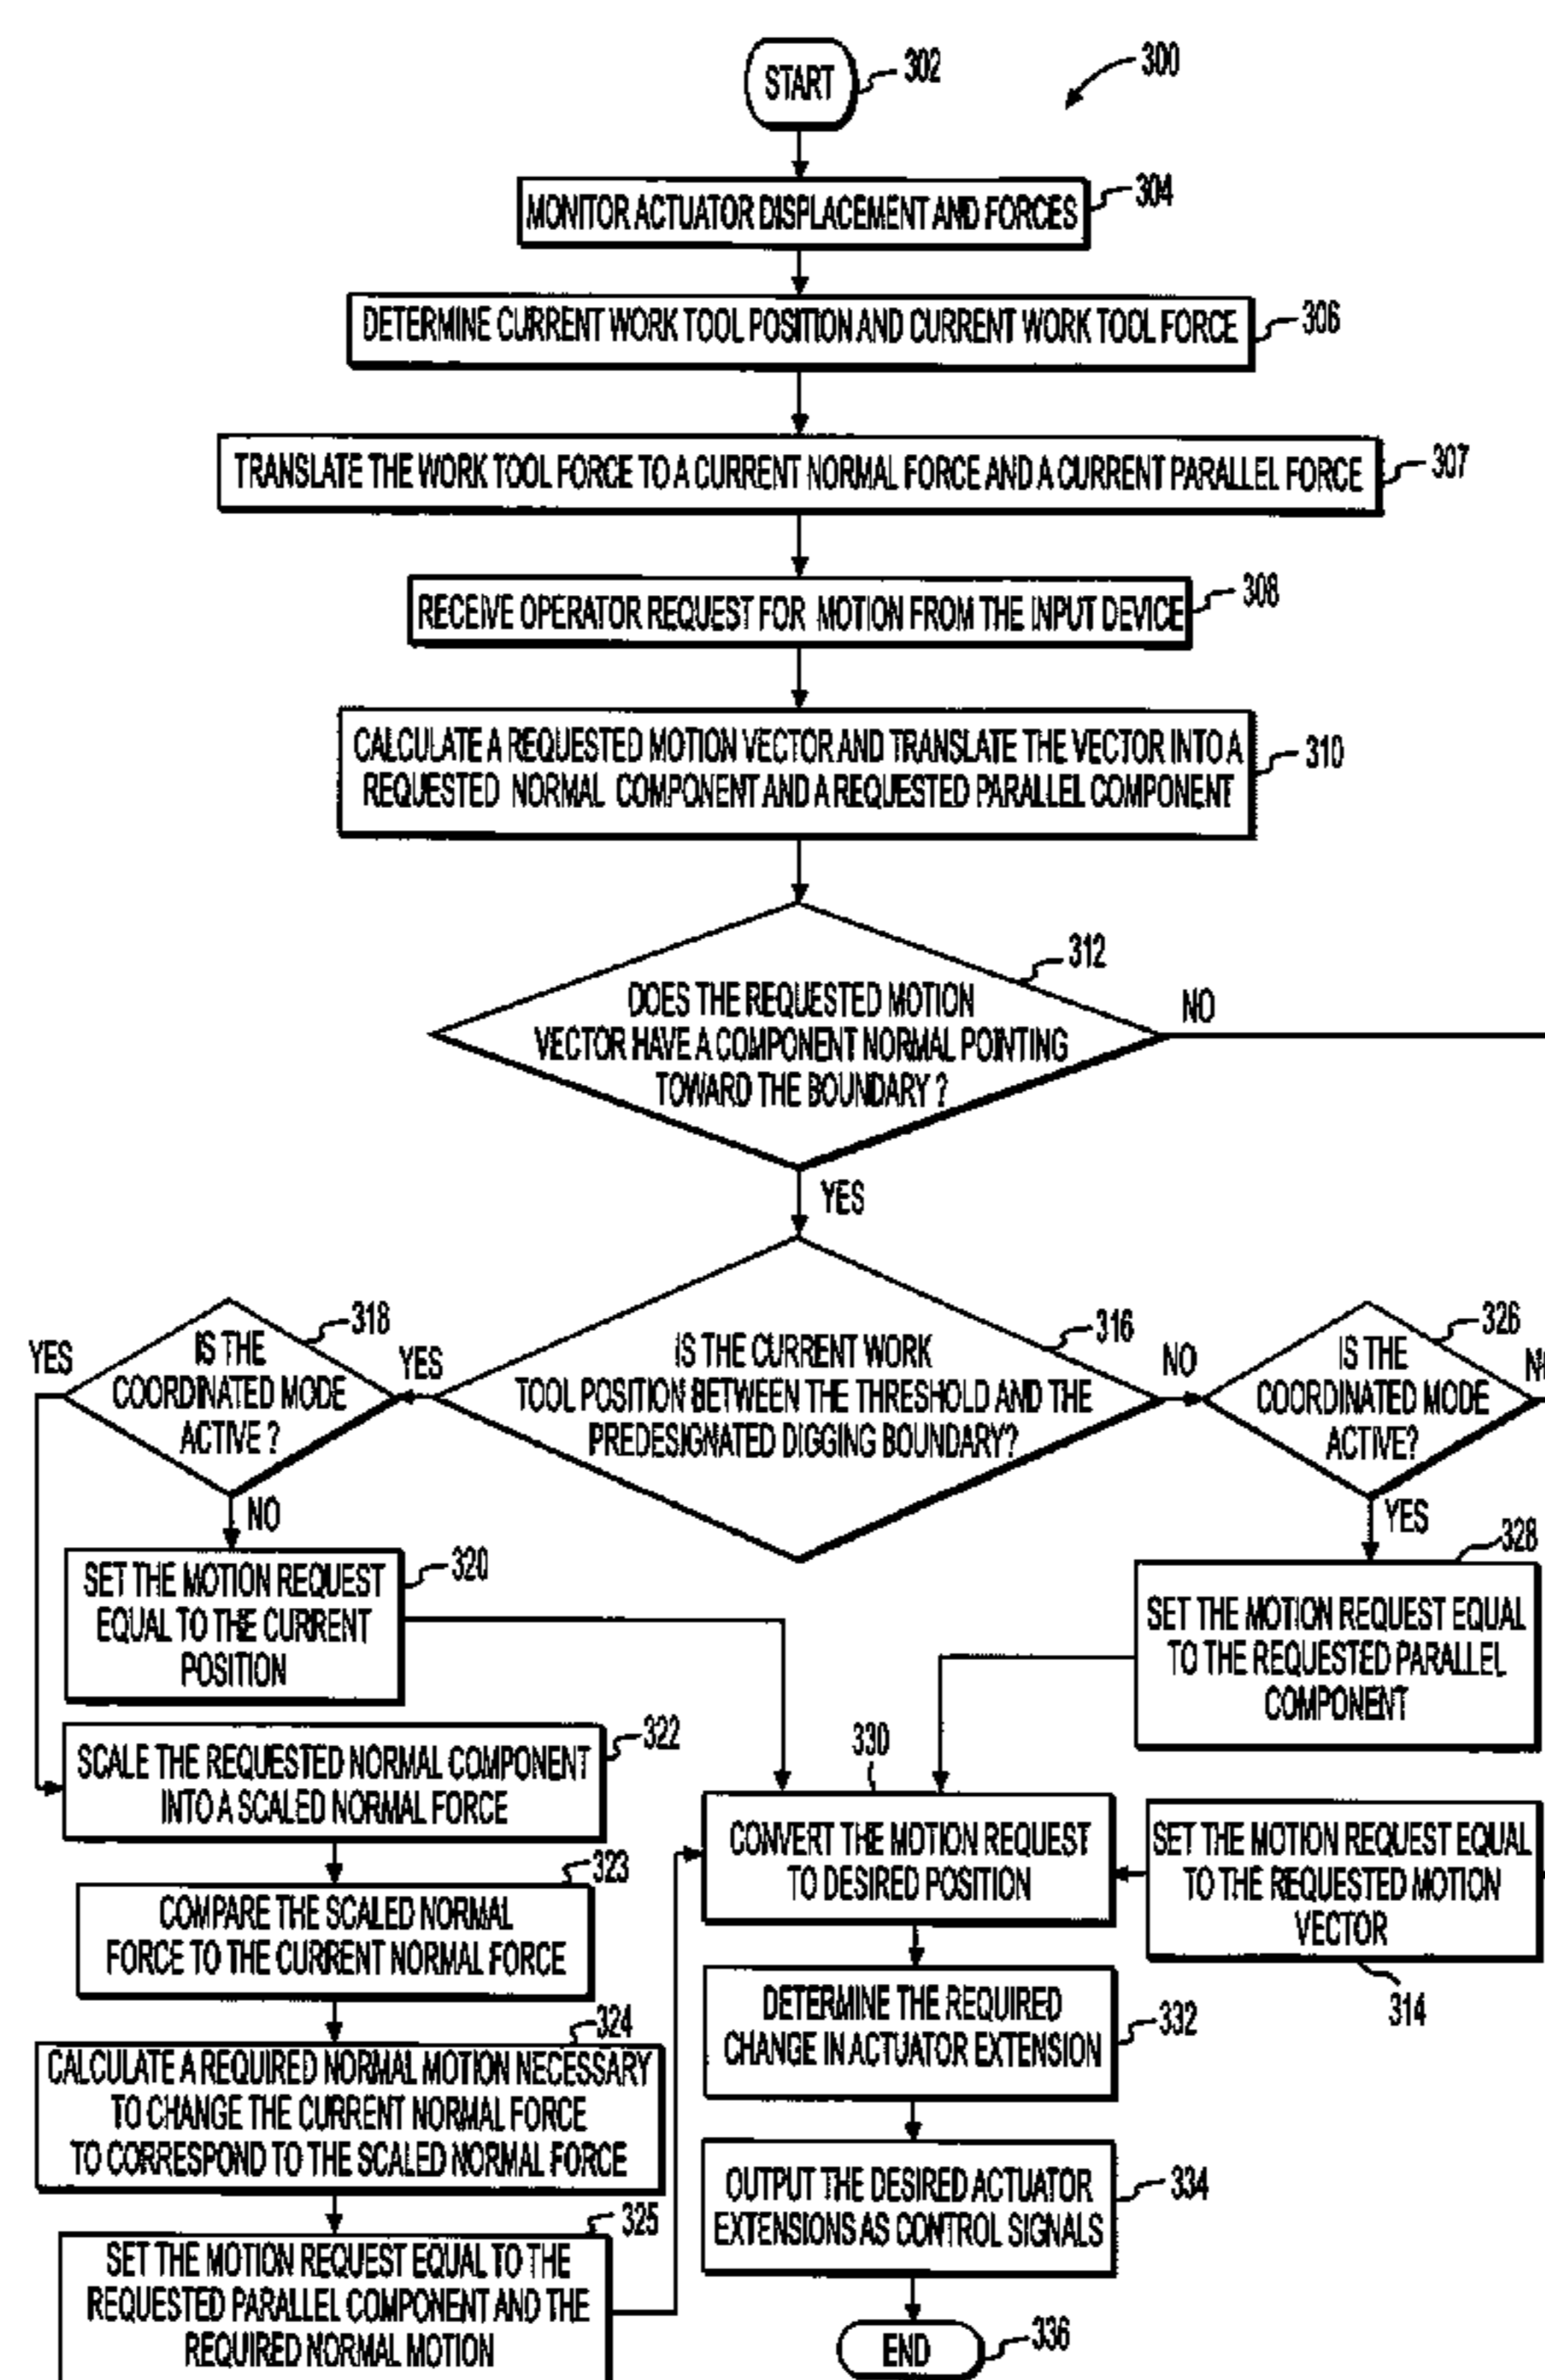 START
302
300
MONITOR ACTUATOR DISPLACEMENT AND FORCES
304
DETERMINE CURRENT WORK TOOL POSITION AND CURRENT WORK TOOL FORCE
306
TRANSLATE THE WORK TOOL FORCE TO A CURRENT NORMAL FORCE AND A CURRENT PARALLEL FORCE
307
RECEIVE OPERATOR REQUEST FOR MOTION FROM THE INPUT DEVICE
308
CALCULATE A REQUESTED MOTION VECTOR AND TRANSLATE THE VECTOR INTO A
REQUESTED NORMAL COMPONENT AND A REQUESTED PARALLEL COMPONENT
310
312
DOES THE REQUESTED MOTION
VECTOR HAVE A COMPONENT NORMAL POINTING
TOWARD THE BOUNDARY ?
NO
YES
316
IS THE CURRENT WORK
TOOL POSITION BETWEEN THE THRESHOLD AND THE
PREDESIGNATED DIGGING BOUNDARY?
YES
NO
318
IS THE
COORDINATED MODE
ACTIVE ?
YES
NO
326
IS THE
COORDINATED MODE
ACTIVE?
YES
320
SET THE MOTION REQUEST
EQUAL TO THE CURRENT
POSITION
328
SET THE MOTION REQUEST EQUAL
TO THE REQUESTED PARALLEL
COMPONENT
322
SCALE THE REQUESTED NORMAL COMPONENT
INTO A SCALED NORMAL FORCE
330
CONVERT THE MOTION REQUEST
TO DESIRED POSITION
SET THE MOTION REQUEST EQUAL
TO THE REQUESTED MOTION
VECTOR
314
323
COMPARE THE SCALED NORMAL
FORCE TO THE CURRENT NORMAL FORCE
DETERMINE THE REQUIRED
CHANGE IN ACTUATOR EXTENSION
332
324
CALCULATE A REQUIRED NORMAL MOTION NECESSARY
TO CHANGE THE CURRENT NORMAL FORCE
TO CORRESPOND TO THE SCALED NORMAL FORCE
OUTPUT THE DESIRED ACTUATOR
EXTENSIONS AS CONTROL SIGNALS
334
325
SET THE MOTION REQUEST EQUAL TO THE
REQUESTED PARALLEL COMPONENT AND THE
REQUIRED NORMAL MOTION
END
336